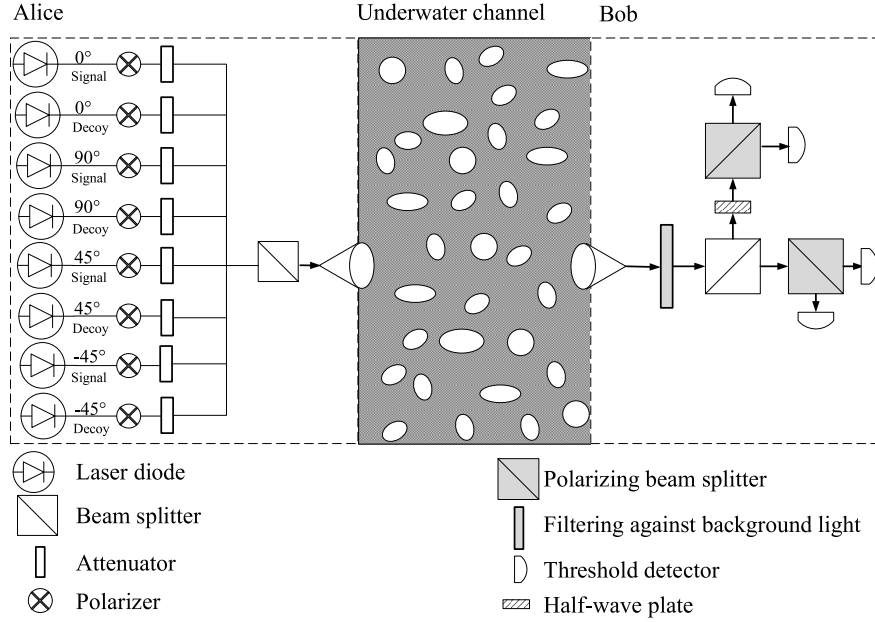 Alice
Underwater channel
Bob
0°
Signal
0°
Decoy
90°
Signal
90°
Decoy
45°
Signal
45°
Decoy
-45°
Signal
-45°
Decoy
Laser diode
Beam splitter
Attenuator
Polarizer
Polarizing beam splitter
Filtering against background light
Threshold detector
Half-wave plate